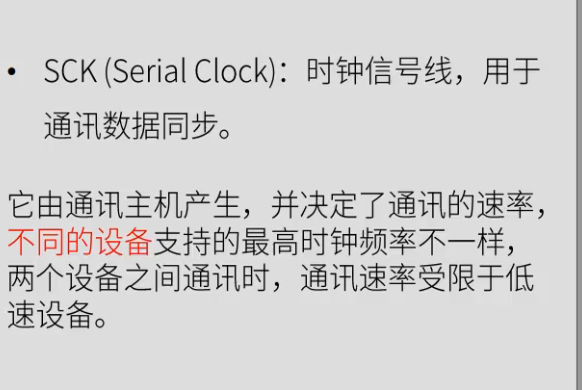 • SCK (Serial Clock)：时钟信号线，用于
通讯数据同步。
它由通讯主机产生，并决定了通讯的速率，
不同的设备支持的最高时钟频率不一样，
两个设备之间通讯时，通讯速率受限于低
速设备。